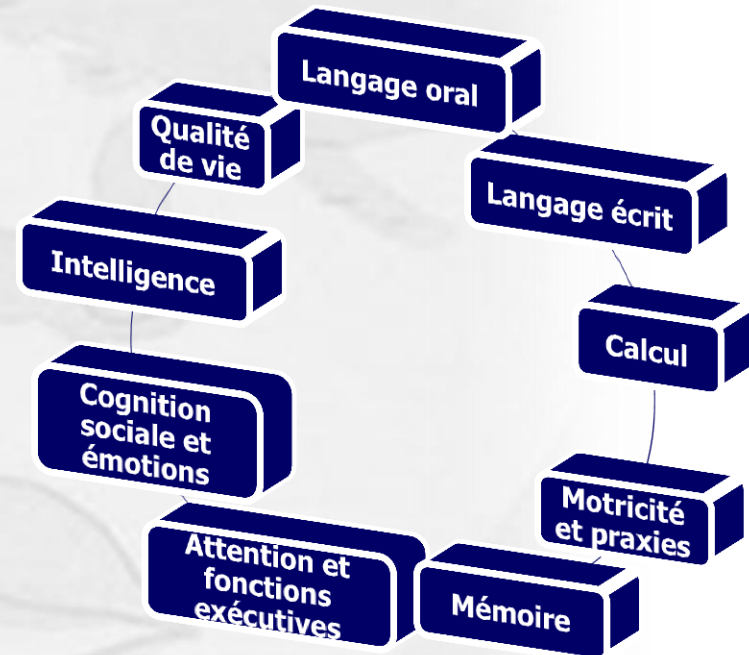 Langage oral
Langage écrit
Calcul
Motricité
et praxies
Mémoire
Attention et
fonctions
exécutives
Cognition
sociale et
émotions
Intelligence
Qualité
de vie